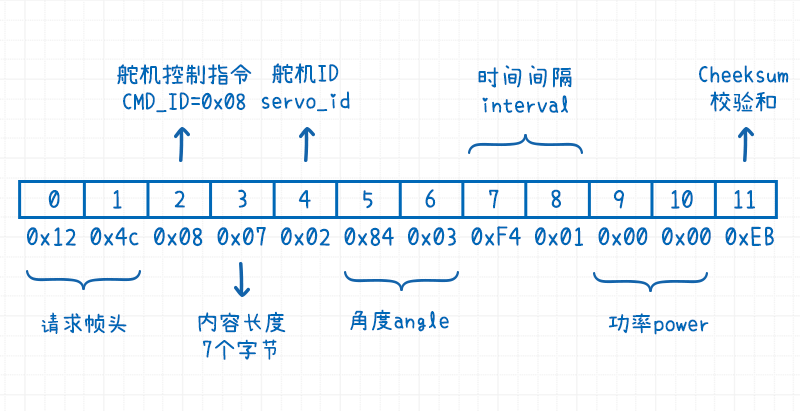 舵机控制指令
CMD_ID=0x08
舵机ID
servo_id
时间间隔
interval
Cheeksum
校验和
0 1 2 3 4 5 6 7 8 9 10 11
0x12 0x4c 0x08 0x07 0x02 0x84 0x03 0xF4 0x01 0x00 0x00 0xEB
请求帧头
内容长度
7个字节
角度angle
功率power